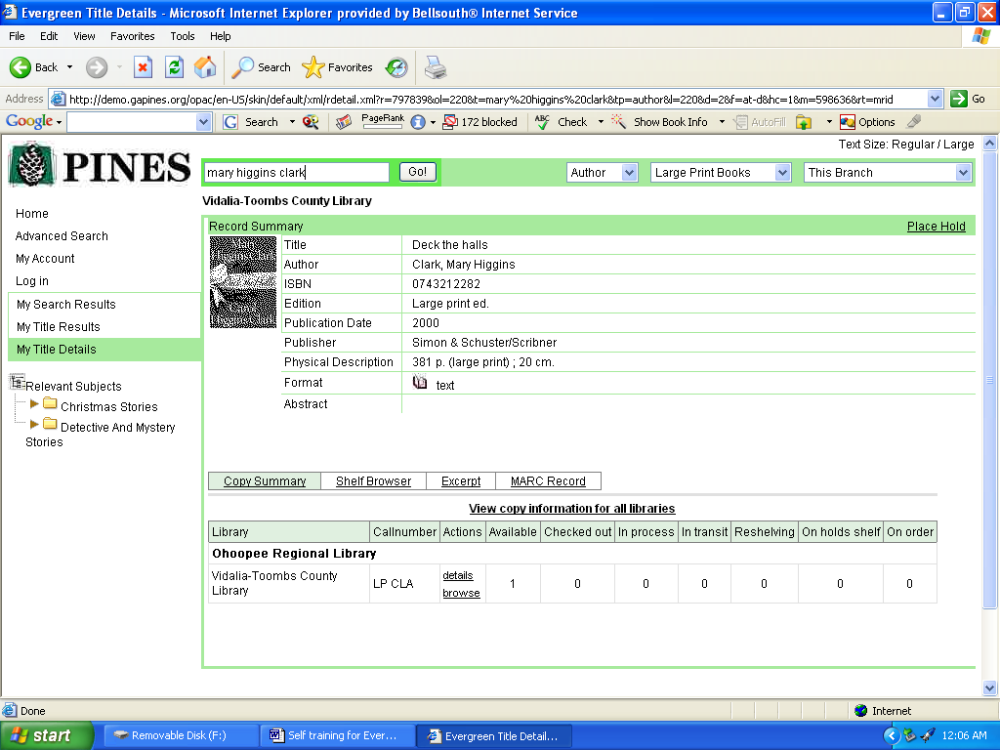 Evergreen Title Details - Microsoft Internet Explorer provided by Bellsouth® Internet Service
File Edit View Favorites Tools Help
Back Search Favorites
Address http://demo.gapines.org/opac/en-US/skin/default/xml/rdetail.xml?r=797839&ol=220&t=mary%20higgins%20clark&tp=author&l=220&d=2&f=at-d&hc=1&m=598636&rt=mrid Go
Google Search PageRank 172 blocked Check Show Book Info AutoFill Options
Text Size: Regular / Large
PINES
mary higgins clark Go! Author Large Print Books This Branch
Vidalia-Toombs County Library
Home
Advanced Search
My Account
Log in
My Search Results
My Title Results
My Title Details
Relevant Subjects
Christmas Stories
Detective And Mystery
Stories
Record Summary Place Hold
Title Deck the halls
Author Clark, Mary Higgins
ISBN 0743212282
Edition Large print ed.
Publication Date 2000
Publisher Simon & Schuster/Scribner
Physical Description 381 p. (large print) ; 20 cm.
Format text
Abstract
Copy Summary Shelf Browser Excerpt MARC Record
View copy information for all libraries
Library Callnumber Actions Available Checked out In process In transit Reshelving On holds shelf On order
Ohoopee Regional Library
Vidalia-Toombs County
Library LP CLA details
browse 1 0 0 0 0 0 0
Done Internet
start Removable Disk (F:) Self training for Ever... Evergreen Title Detail... 12:06 AM